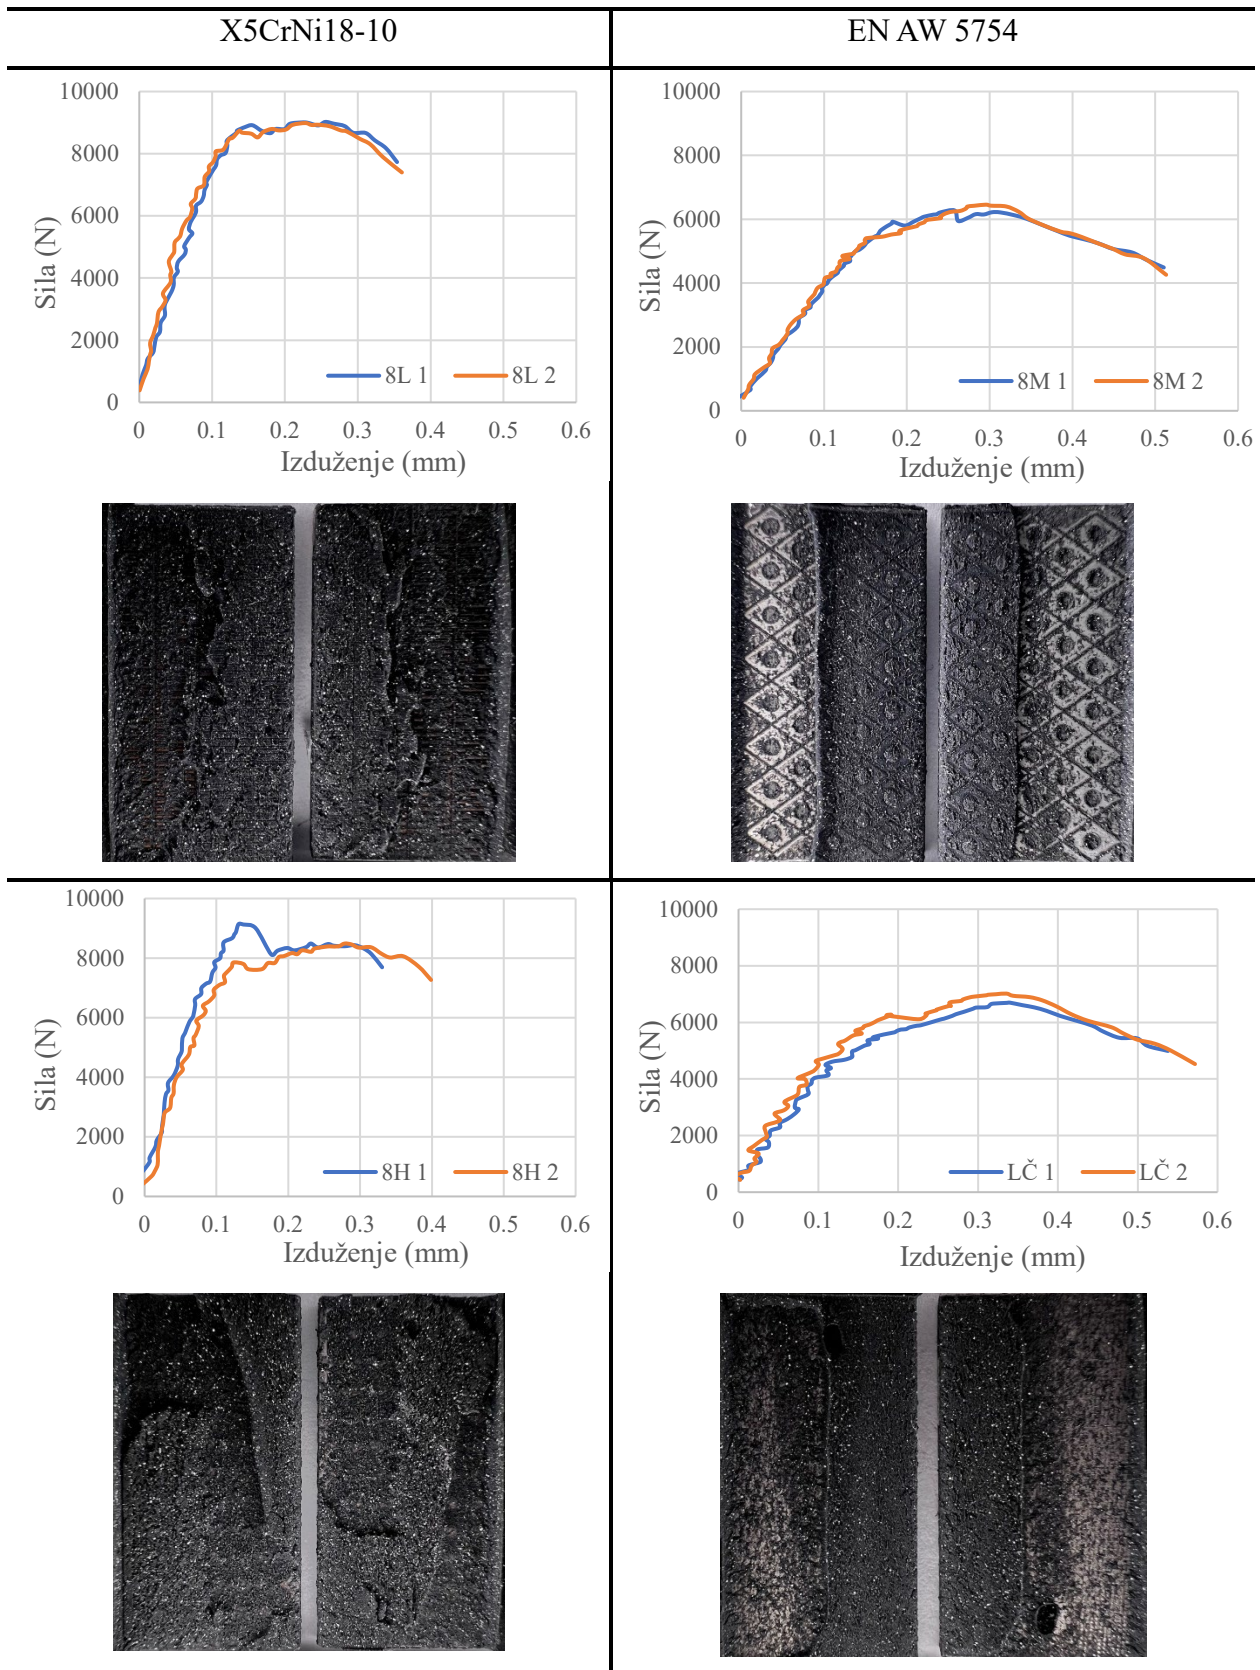 X5CrNi18-10
EN AW 5754
10000
8000
6000
4000
2000
0
Sila (N)
8L 1
8L 2
0 0.1 0.2 0.3 0.4 0.5 0.6
Izduženje (mm)
10000
8000
6000
4000
2000
0
Sila (N)
8M 1
8M 2
0 0.1 0.2 0.3 0.4 0.5 0.6
Izduženje (mm)
10000
8000
6000
4000
2000
0
Sila (N)
8H 1
8H 2
0 0.1 0.2 0.3 0.4 0.5 0.6
Izduženje (mm)
10000
8000
6000
4000
2000
0
Sila (N)
LČ 1
LČ 2
0 0.1 0.2 0.3 0.4 0.5 0.6
Izduženje (mm)